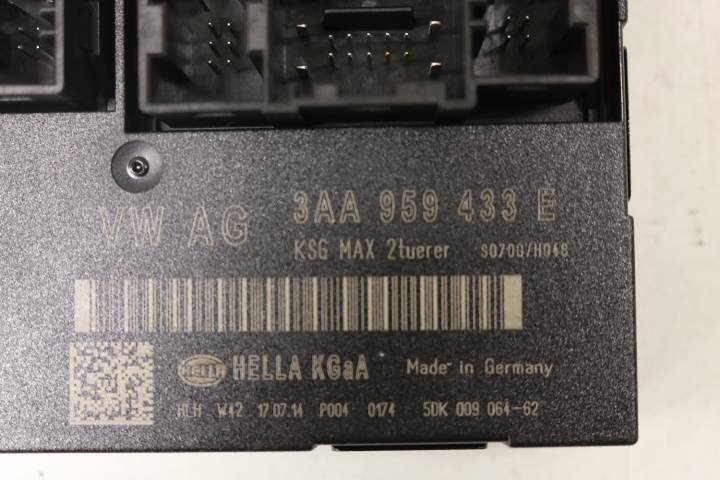 VW AG 3AA 959 433 E
KSG MAX 2tuerer S0700/H048
HELLA HELLA KGaA Made in Germany
HLH W42 17.07.14 P004 0174 5DK 009 064-62